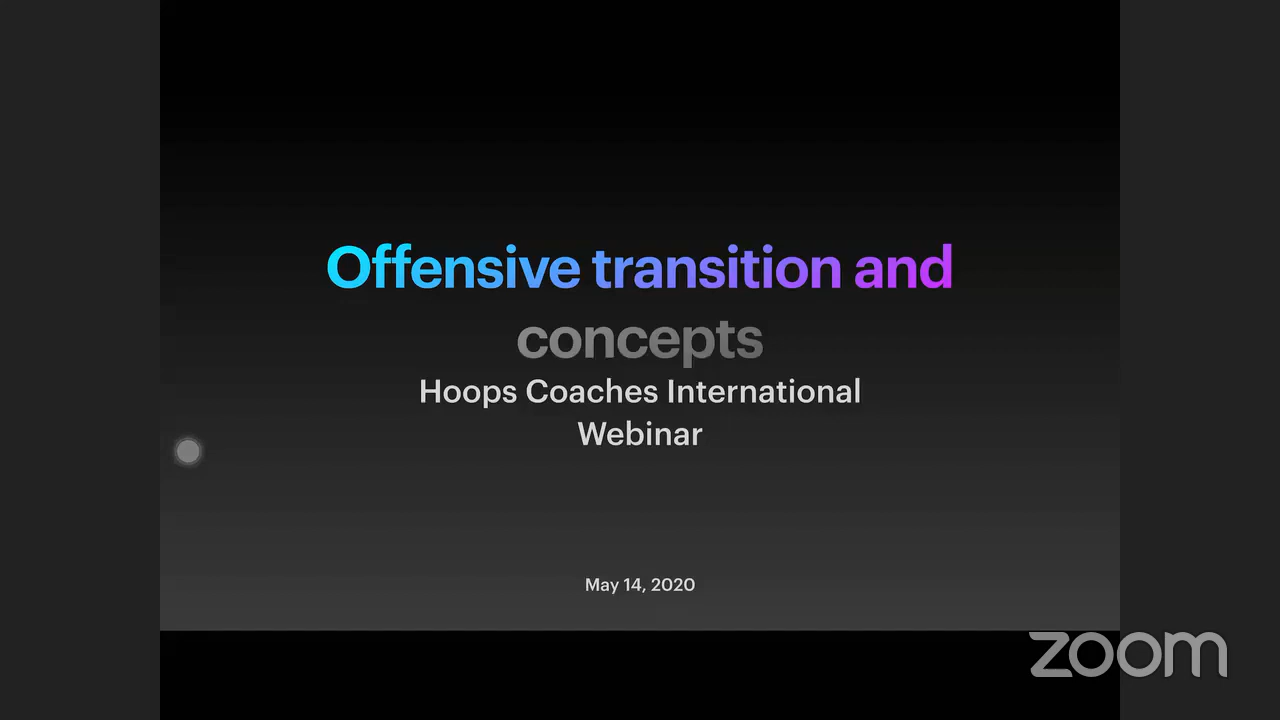 Offensive transition and
concepts
Hoops Coaches International
Webinar
May 14, 2020
zoom